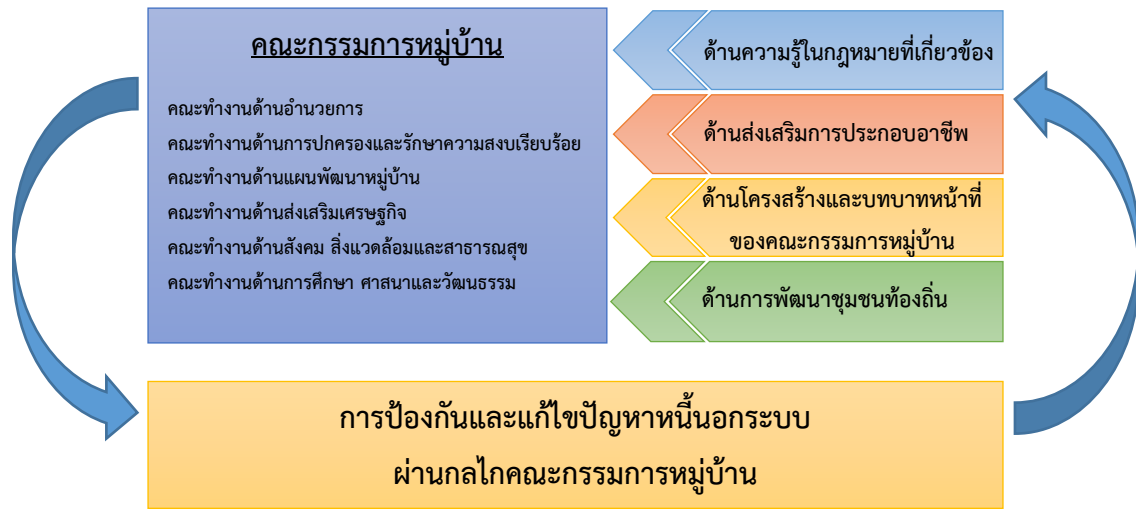 คณะกรรมการหมู่บ้าน
คณะทำงานด้านอำนวยการ
คณะทำงานด้านการปกครองและรักษาความสงบเรียบร้อย
คณะทำงานด้านแผนพัฒนาหมู่บ้าน
คณะทำงานด้านส่งเสริมเศรษฐกิจ
คณะทำงานด้านสังคม สิ่งแวดล้อมและสาธารณสุข
คณะทำงานด้านการศึกษา ศาสนาและวัฒนธรรม
ด้านความรู้ในกฎหมายที่เกี่ยวข้อง
ด้านส่งเสริมการประกอบอาชีพ
ด้านโครงสร้างและบทบาทหน้าที่
ของคณะกรรมการหมู่บ้าน
ด้านการพัฒนาชุมชนท้องถิ่น
การป้องกันและแก้ไขปัญหาหนี้นอกระบบ
ผ่านกลไกคณะกรรมการหมู่บ้าน